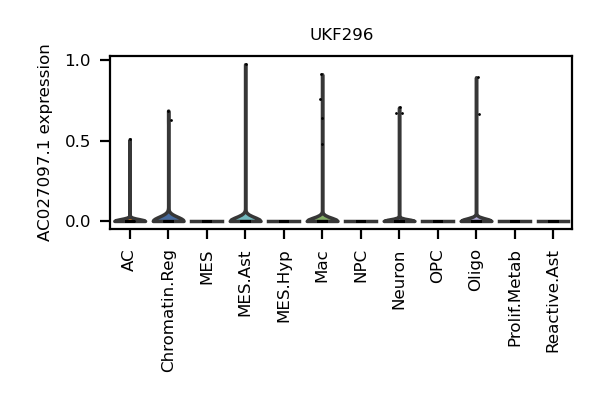 UKF296
AC027097.1 expression
1.0
0.5
0.0
AC
Chromatin.Reg
MES
MES.Ast
MES.Hyp
Mac
NPC
Neuron
OPC
Oligo
Prolif.Metab
Reactive.Ast